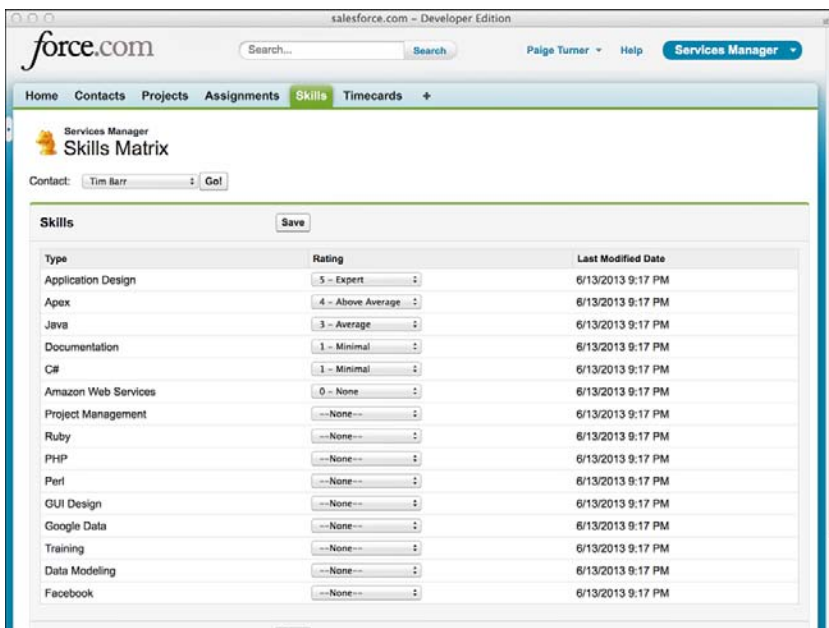 salesforce.com – Developer Edition
force.com Search... Search Paige Turner Help Services Manager
Home Contacts Projects Assignments Skills Timecards +
Services Manager
Skills Matrix
Contact: Tim Barr Go!
Skills Save
Type Rating Last Modified Date
Application Design 5 – Expert 6/13/2013 9:17 PM
Apex 4 – Above Average 6/13/2013 9:17 PM
Java 3 – Average 6/13/2013 9:17 PM
Documentation 1 – Minimal 6/13/2013 9:17 PM
C# 1 – Minimal 6/13/2013 9:17 PM
Amazon Web Services 0 – None 6/13/2013 9:17 PM
Project Management --None-- 6/13/2013 9:17 PM
Ruby --None-- 6/13/2013 9:17 PM
PHP --None-- 6/13/2013 9:17 PM
Perl --None-- 6/13/2013 9:17 PM
GUI Design --None-- 6/13/2013 9:17 PM
Google Data --None-- 6/13/2013 9:17 PM
Training --None-- 6/13/2013 9:17 PM
Data Modeling --None-- 6/13/2013 9:17 PM
Facebook --None-- 6/13/2013 9:17 PM